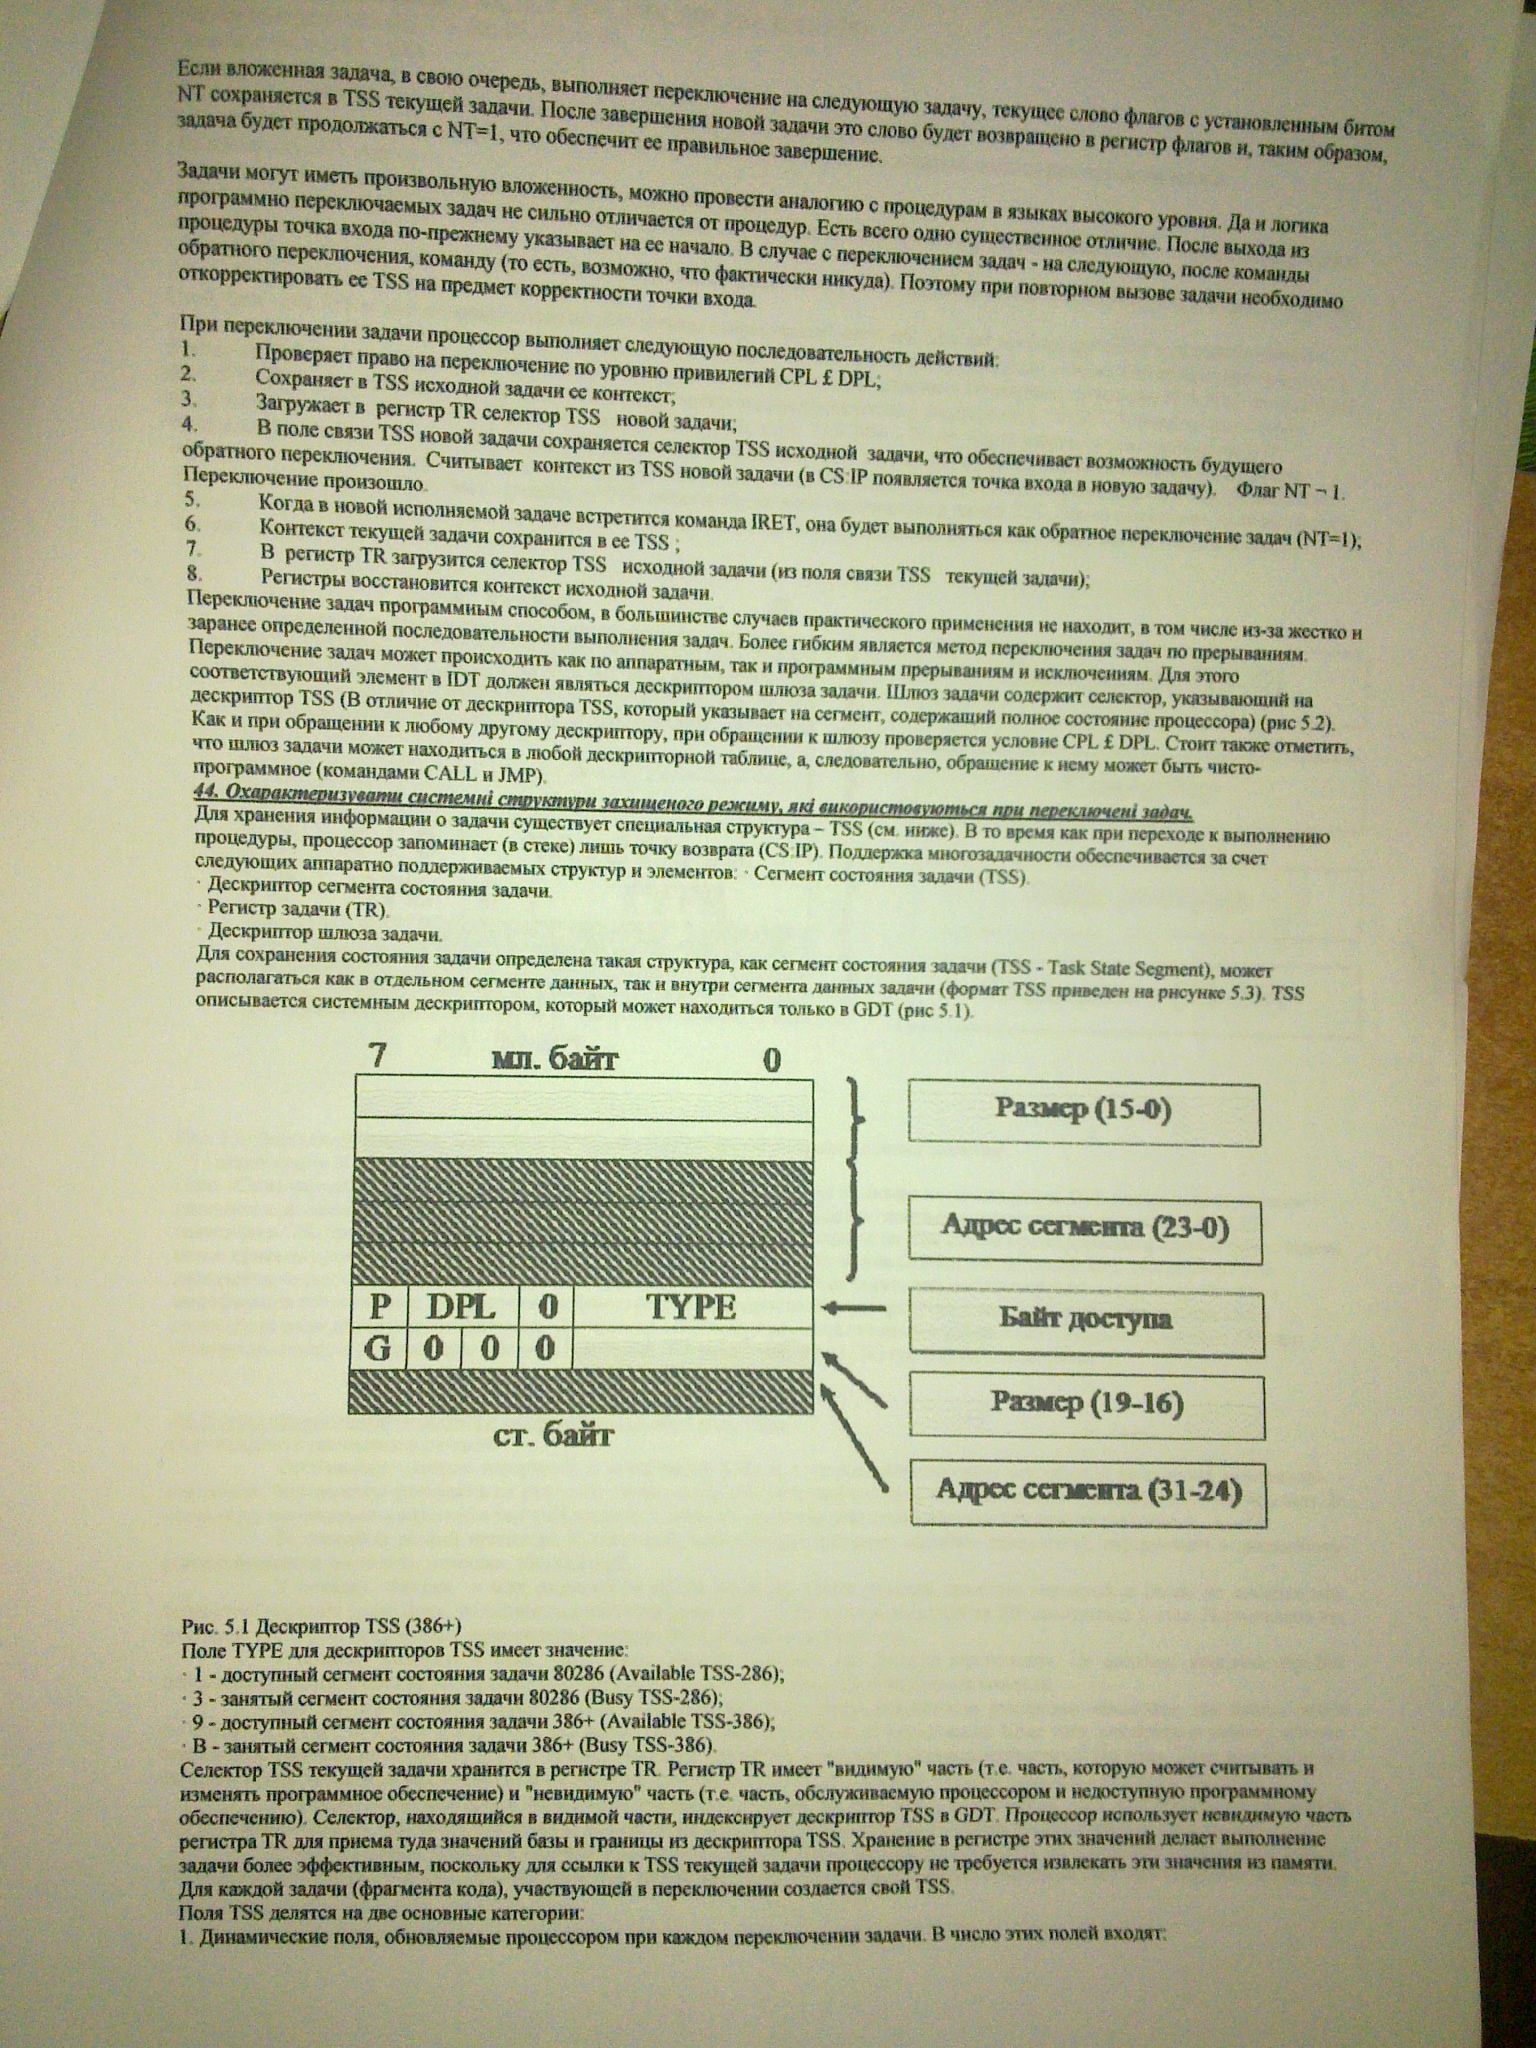 Если вложенная задача, в свою очередь, выполняет переключение на следующую задачу, текущее слово флагов с установленным битом
NT сохраняется в TSS текущей задачи. После завершения новой задачи это слово будет возвращено в регистр флагов и, таким образом,
задача будет продолжаться с NT=1, что обеспечит ее правильное завершение.
Задачи могут иметь произвольную вложенность, можно провести аналогию с процедурам в языках высокого уровня. Да и логика
программно переключаемых задач не сильно отличается от процедур. Есть всего одно существенное отличие. После выхода из
процедуры точка входа по-прежнему указывает на ее начало. В случае с переключением задач - на следующую, после команды
обратного переключения, команду (то есть, возможно, что фактически никуда). Поэтому при повторном вызове задачи необходимо
откорректировать ее TSS на предмет корректности точки входа.
При переключении задачи процессор выполняет следующую последовательность действий:
1. Проверяет право на переключение по уровню привилегий CPL £ DPL;
2. Сохраняет в TSS исходной задачи ее контекст;
3. Загружает в регистр TR селектор TSS новой задачи;
4. В поле связи TSS новой задачи сохраняется селектор TSS исходной задачи, что обеспечивает возможность будущего
обратного переключения. Считывает контекст из TSS новой задачи (в CS:IP появляется точка входа в новую задачу). Флаг NT ¬ 1.
Переключение произошло.
5. Когда в новой исполняемой задаче встретится команда IRET, она будет выполняться как обратное переключение задач (NT=1);
6. Контекст текущей задачи сохранится в ее TSS ;
7. В регистр TR загрузится селектор TSS исходной задачи (из поля связи TSS текущей задачи);
8. Регистры восстановится контекст исходной задачи.
Переключение задач программным способом, в большинстве случаев практического применения не находит, в том числе из-за жестко и
заранее определенной последовательности выполнения задач. Более гибким является метод переключения задач по прерываниям.
Переключение задач может происходить как по аппаратным, так и программным прерываниям и исключениям. Для этого
соответствующий элемент в IDT должен являться дескриптором шлюза задачи. Шлюз задачи содержит селектор, указывающий на
дескриптор TSS (В отличие от дескриптора TSS, который указывает на сегмент, содержащий полное состояние процессора) (рис 5.2).
Как и при обращении к любому другому дескриптору, при обращении к шлюзу проверяется условие CPL £ DPL. Стоит также отметить,
что шлюз задачи может находиться в любой дескрипторной таблице, а, следовательно, обращение к нему может быть чисто-
программное (командами CALL и JMP).
44. Охарактеризувати системні структури захищеного режиму, які використовуються при переключені задач.
Для хранения информации о задачи существует специальная структура – TSS (см. ниже). В то время как при переходе к выполнению
процедуры, процессор запоминает (в стеке) лишь точку возврата (CS:IP). Поддержка многозадачности обеспечивается за счет
следующих аппаратно поддерживаемых структур и элементов: · Сегмент состояния задачи (TSS).
· Дескриптор сегмента состояния задачи.
· Регистр задачи (TR).
· Дескриптор шлюза задачи.
Для сохранения состояния задачи определена такая структура, как сегмент состояния задачи (TSS - Task State Segment), может
располагаться как в отдельном сегменте данных, так и внутри сегмента данных задачи (формат TSS приведен на рисунке 5.3). TSS
описывается системным дескриптором, который может находиться только в GDT (рис 5.1).
7 мл. байт 0
Размер (15-0)
Адрес сегмента (23-0)
P DPL 0 TYPE
Байт доступа
G 0 0 0
Размер (19-16)
ст. байт
Адрес сегмента (31-24)
Рис. 5.1 Дескриптор TSS (386+)
Поле TYPE для дескрипторов TSS имеет значение:
· 1 - доступный сегмент состояния задачи 80286 (Available TSS-286);
· 3 - занятый сегмент состояния задачи 80286 (Busy TSS-286);
· 9 - доступный сегмент состояния задачи 386+ (Available TSS-386);
· B - занятый сегмент состояния задачи 386+ (Busy TSS-386).
Селектор TSS текущей задачи хранится в регистре TR. Регистр TR имеет "видимую" часть (т.е. часть, которую может считывать и
изменять программное обеспечение) и "невидимую" часть (т.е. часть, обслуживаемую процессором и недоступную программному
обеспечению). Селектор, находящийся в видимой части, индексирует дескриптор TSS в GDT. Процессор использует невидимую часть
регистра TR для приема туда значений базы и границы из дескриптора TSS. Хранение в регистре этих значений делает выполнение
задачи более эффективным, поскольку для ссылки к TSS текущей задачи процессору не требуется извлекать эти значения из памяти.
Для каждой задачи (фрагмента кода), участвующей в переключении создается свой TSS.
Поля TSS делятся на две основные категории:
1. Динамические поля, обновляемые процессором при каждом переключении задачи. В число этих полей входят: